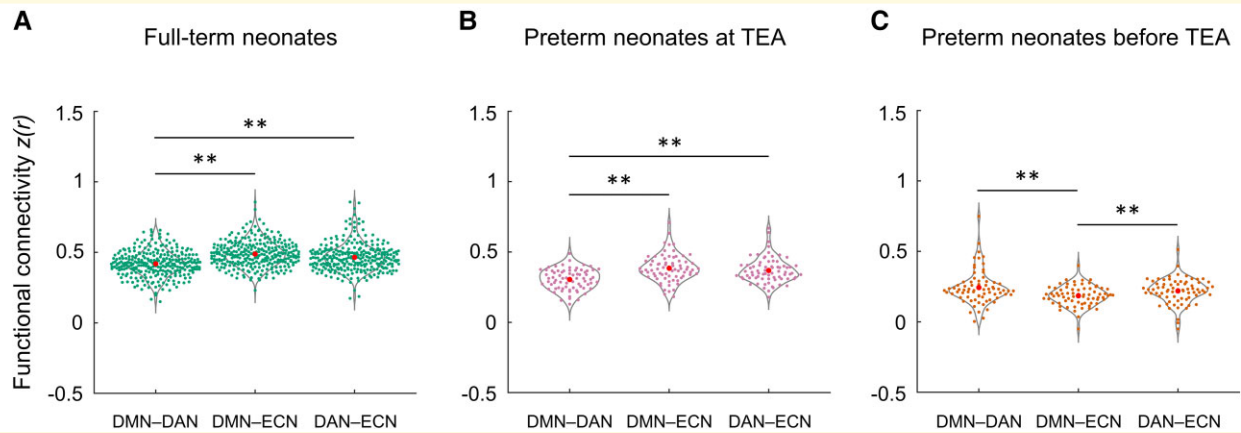 A
Full-term neonates
Functional connectivity z(r)
1.5
1
0.5
0
-0.5
**
**
DMN–DAN
DMN–ECN
DAN–ECN
B
Preterm neonates at TEA
1.5
1
0.5
0
-0.5
**
**
DMN–DAN
DMN–ECN
DAN–ECN
C
Preterm neonates before TEA
1.5
1
0.5
0
-0.5
**
**
DMN–DAN
DMN–ECN
DAN–ECN